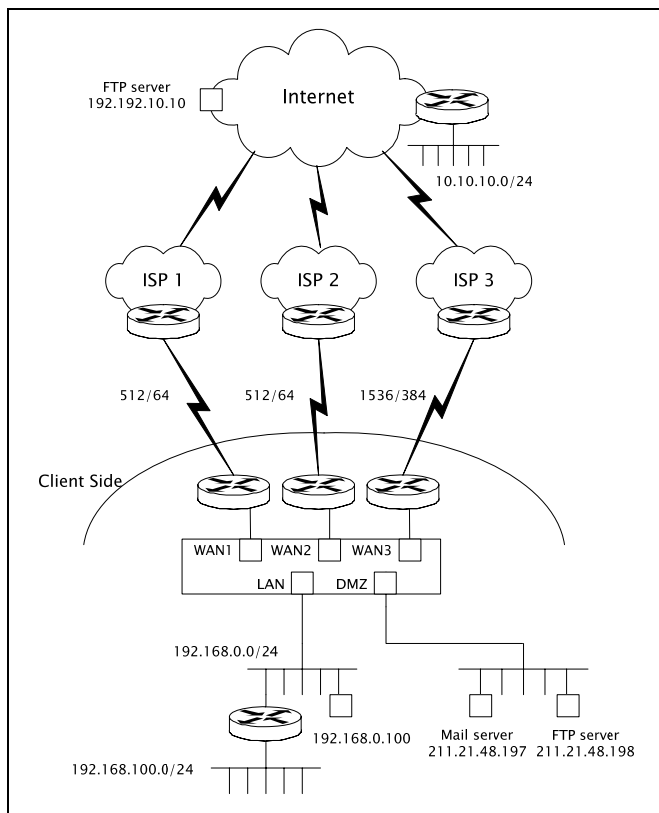 FTP server
192.192.10.10
Internet
10.10.10.0/24
ISP 1
ISP 2
ISP 3
512/64
512/64
1536/384
Client Side
WAN1
WAN2
WAN3
LAN
DMZ
192.168.0.0/24
192.168.0.100
Mail server
211.21.48.197
FTP server
211.21.48.198
192.168.100.0/24